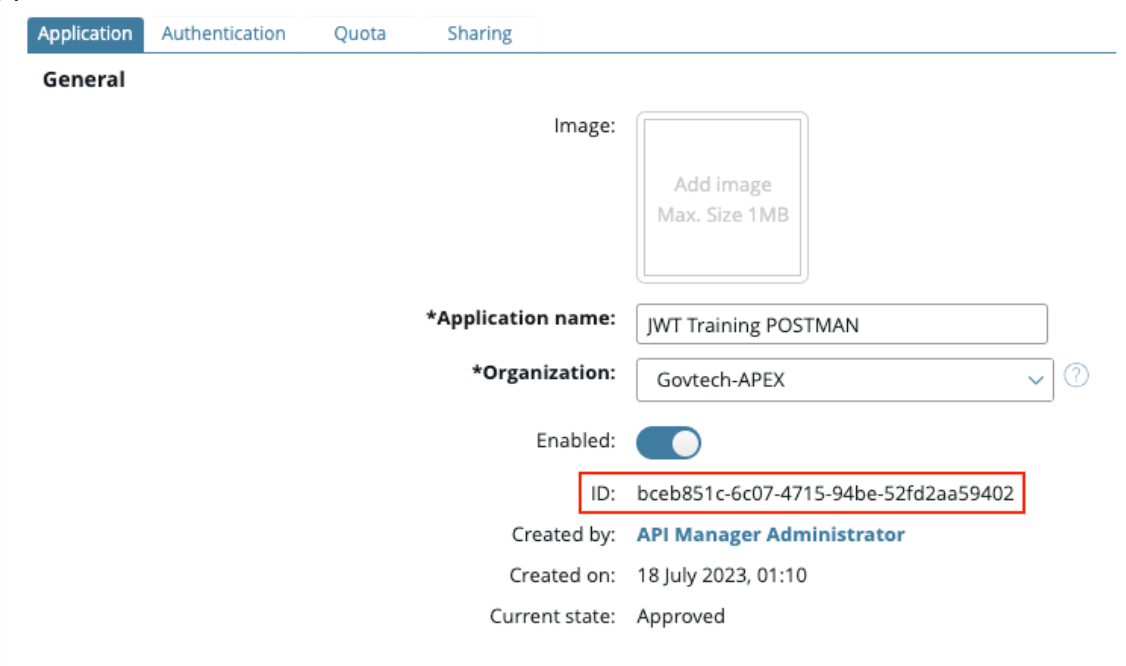 Application Authentication Quota Sharing
General
Image:
Add image
Max. Size 1MB
*Application name: JWT Training POSTMAN
*Organization: Govtech-APEX ?
Enabled:
ID: bceb851c-6c07-4715-94be-52fd2aa59402
Created by: API Manager Administrator
Created on: 18 July 2023, 01:10
Current state: Approved